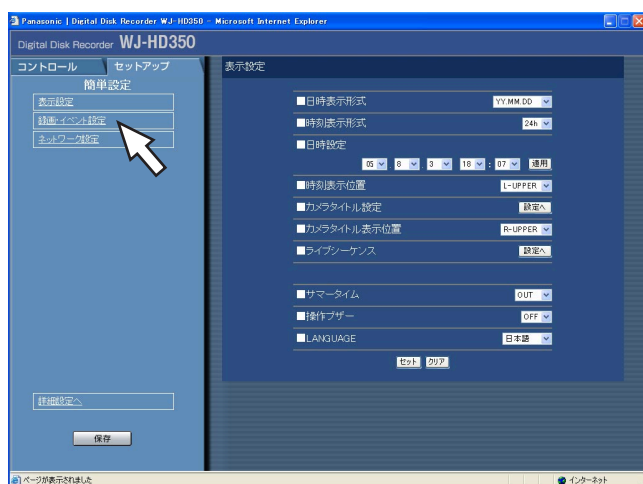 Panasonic | Digital Disk Recorder WJ-HD350 - Microsoft Internet Explorer
Digital Disk Recorder WJ-HD350
コントロール
セットアップ
簡単設定
表示設定
録画・イベント設定
ネットワーク設定
詳細設定へ
保存
表示設定
■日時表示形式 YY.MM.DD
■時刻表示形式 24h
■日時設定
05 . 8 . 3 18 : 07 適用
■時刻表示位置 L-UPPER
■カメラタイトル設定 設定へ
■カメラタイトル表示位置 R-UPPER
■ライブシーケンス 設定へ
■サマータイム OUT
■操作ブザー OFF
■LANGUAGE 日本語
セット クリア
ページが表示されました
インターネット